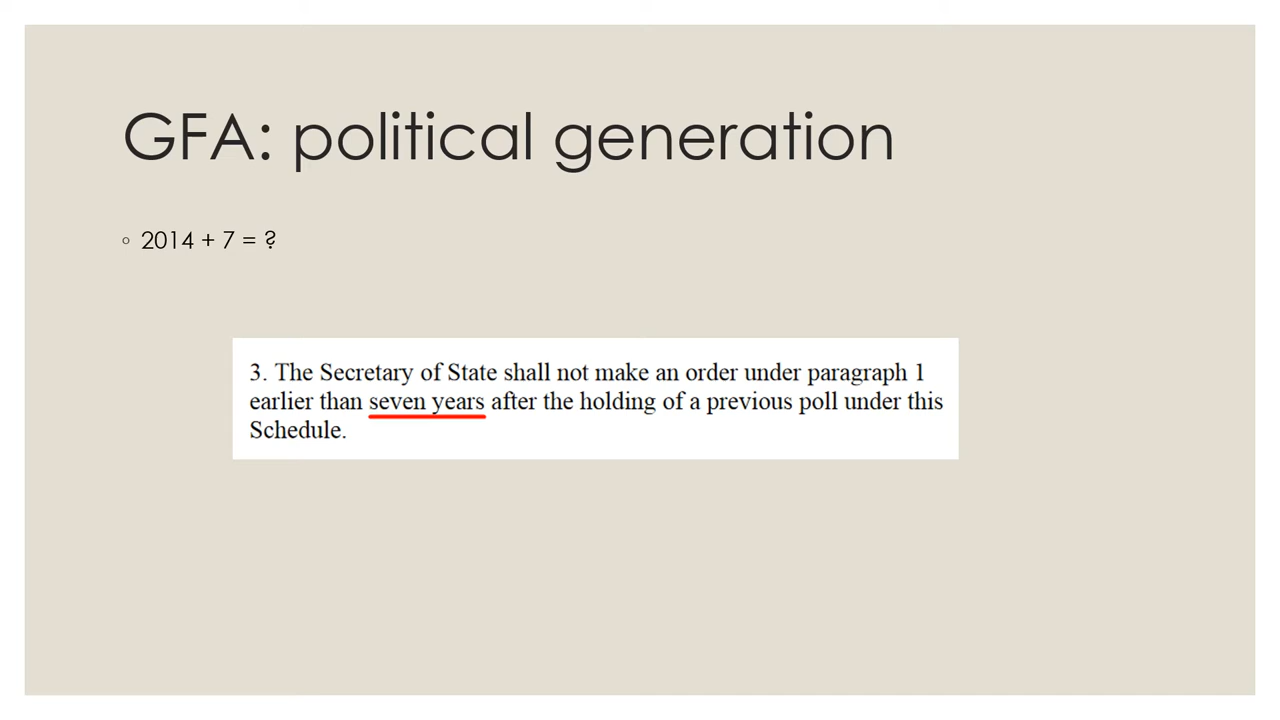 GFA: political generation
◦ 2014 + 7 = ?
3. The Secretary of State shall not make an order under paragraph 1
earlier than seven years after the holding of a previous poll under this
Schedule.